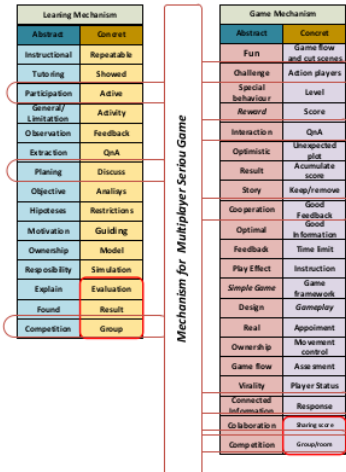 Leaning Mechanism
Abstract Concret
Instructional Repeatable
Tutoring Showed
Participation Active
General/
Limitattion Activity
Observation Feedback
Extraction QnA
Planing Discuss
Objective Analisys
Hipoteses Restrictions
Motivation Guiding
Ownership Model
Resposibility Simulation
Explain Evaluation
Found Result
Competition Group
Mechanism for Multiplayer Seriou Game
Game Mechanism
Abstract Concret
Fun Game flow
and cut scenes
Challenge Action players
Special
behaviour Level
Reward Score
Interaction QnA
Optimistic Unexpected
plot
Result Acumulate
score
Story Keep/remove
Cooperation Good
Feedback
Optimal Good
Information
Feedback Time limit
Play Effect Instruction
Simple Game Game
framework
Design Gameplay
Real Appoiment
Ownership Movement
control
Game flow Assesment
Virality Player Status
Connected
Information Response
Colaboration Sharing score
Competition Group/room